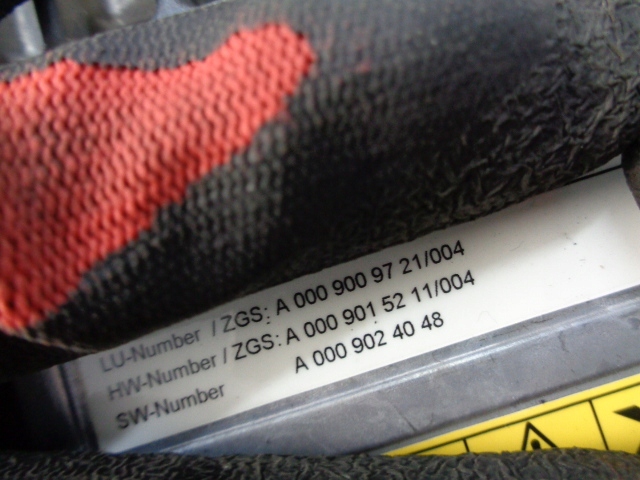 LU-Number / ZGS: A 000 900 97 21/004
HW-Number / ZGS: A 000 901 52 11/004
SW-Number A 000 902 40 48